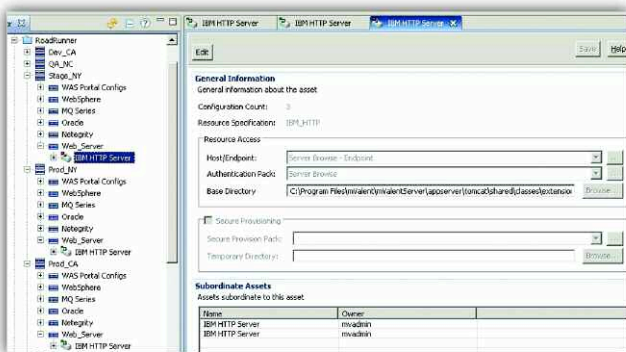 IBM HTTP Server
IBM HTTP Server
IBM HTTP Server
RoadRunner
Dev_CA
QA_NC
Stage_NY
WAS Portal Configs
WebSphere
MQ Series
Oracle
Netegrity
Web_Server
IBM HTTP Server
Prod_NY
WAS Portal Configs
WebSphere
MQ Series
Oracle
Netegrity
Web_Server
IBM HTTP Server
Prod_CA
WAS Portal Configs
WebSphere
MQ Series
Oracle
Netegrity
Web_Server
IBM HTTP Server
Edit
Save
Help
General Information
General information about the asset
Configuration Count: 3
Resource Specification: IBM_HTTP
Resource Access
Host/Endpoint: Server Browse - Endpoint
Authentication Pack: Server Browse
Base Directory C:\Program Files\mValent\mValentServer\appserver\tomcat\shared\classes\extension Browse...
Secure Provisioning
Secure Provision Pack:
Temporary Directory: Browse...
Subordinate Assets
Assets subordinate to this asset
Name Owner
IBM HTTP Server mvadmin
IBM HTTP Server mvadmin